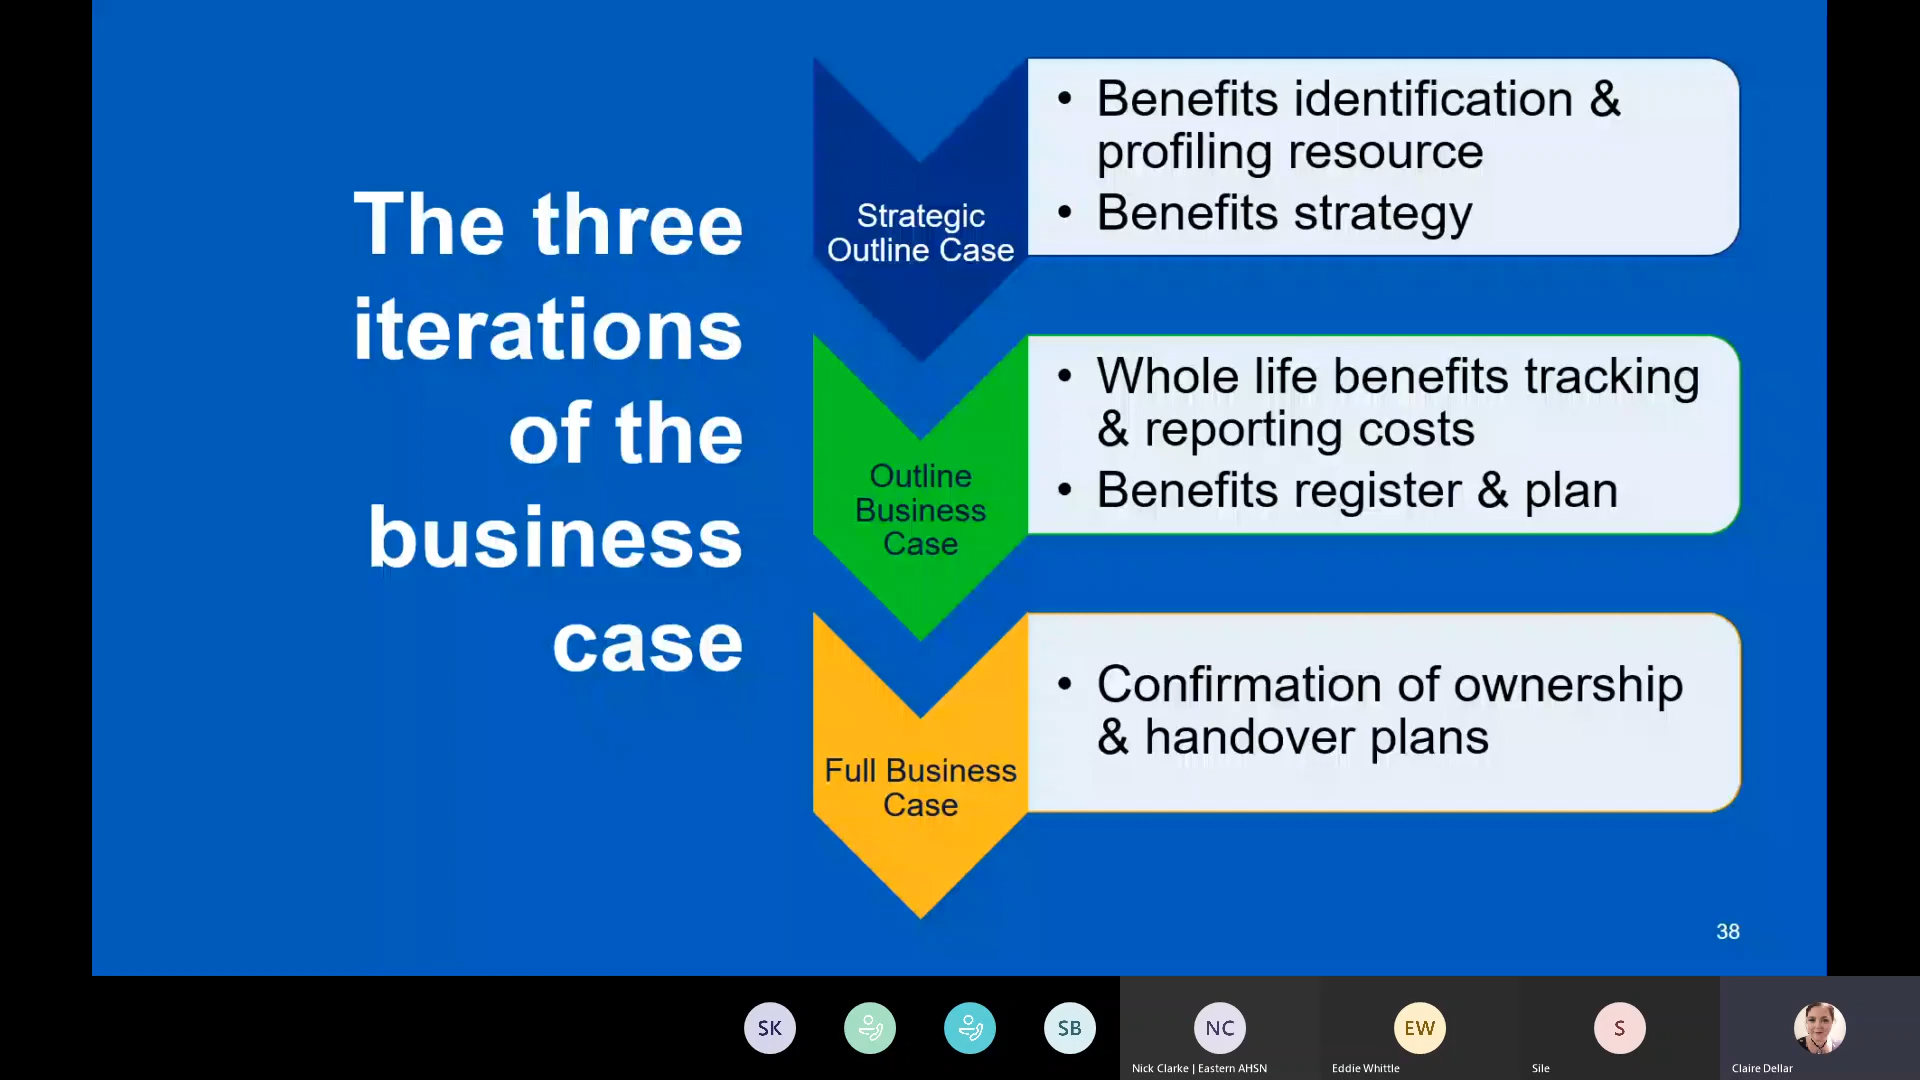 The three
iterations
of the
business
case
Strategic
Outline Case
• Benefits identification &
profiling resource
• Benefits strategy
Outline
Business
Case
• Whole life benefits tracking
& reporting costs
• Benefits register & plan
Full Business
Case
• Confirmation of ownership
& handover plans
38
SK
SB
NC
EW
S
Nick Clarke | Eastern AHSN
Eddie Whittle
Sile
Claire Dellar